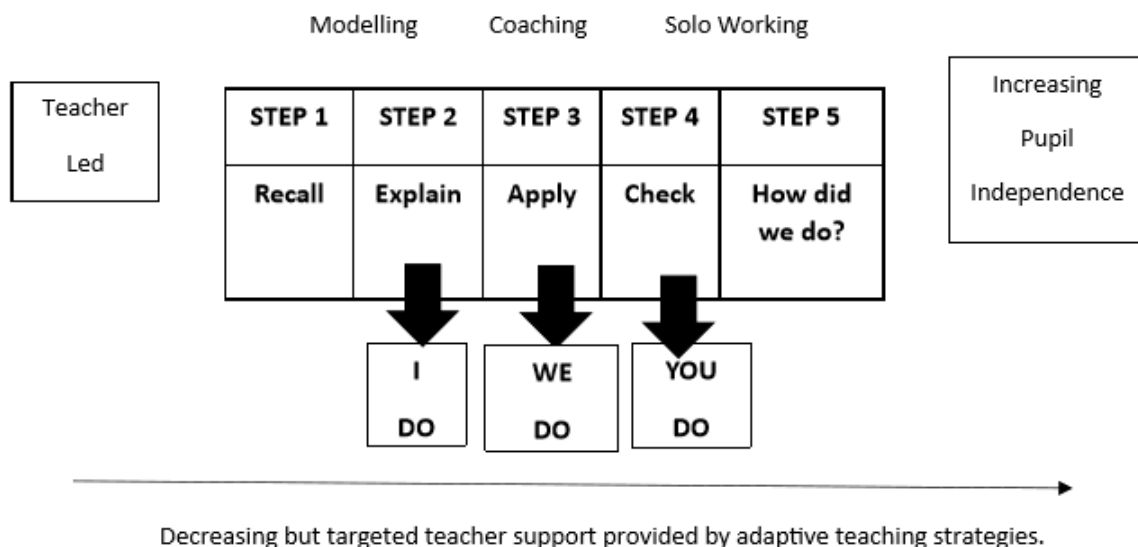 Modelling Coaching Solo Working
Teacher
Led
STEP 1 STEP 2 STEP 3 STEP 4 STEP 5
Recall Explain Apply Check How did
we do?
Increasing
Pupil
Independence
I
DO
WE
DO
YOU
DO
Decreasing but targeted teacher support provided by adaptive teaching strategies.